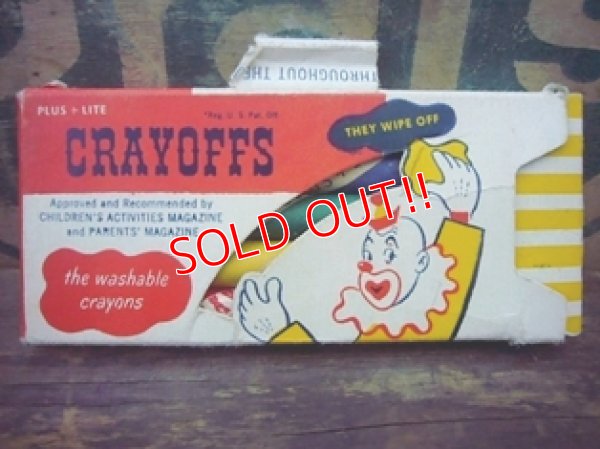 THROUGHOUT THE
PLUS + LITE
*Reg. U. S. Pat. Off.
CRAYOFFS
THEY WIPE OFF
Approved and Recommended by
CHILDREN'S ACTIVITIES MAGAZINE
and PARENTS' MAGAZINE
SOLD OUT!!
the washable
crayons